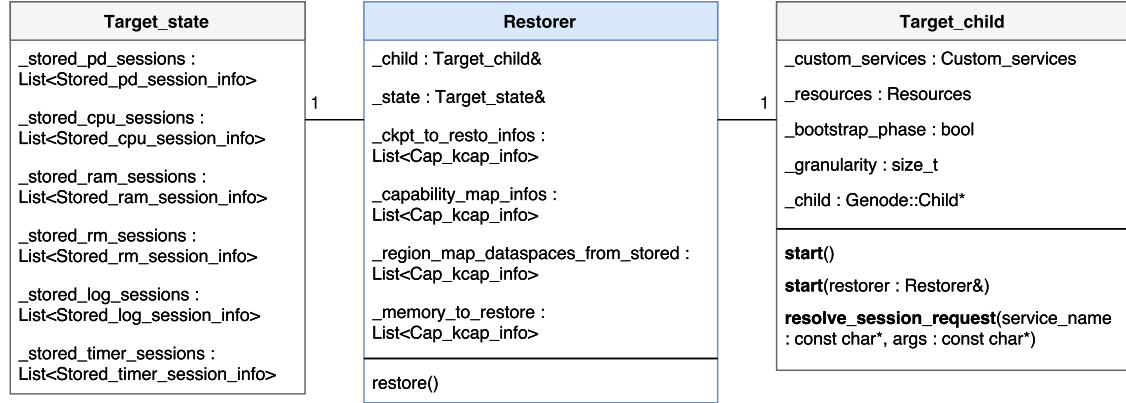 Target_state
_stored_pd_sessions :
List<Stored_pd_session_info>
_stored_cpu_sessions :
List<Stored_cpu_session_info>
_stored_ram_sessions :
List<Stored_ram_session_info>
_stored_rm_sessions :
List<Stored_rm_session_info>
_stored_log_sessions :
List<Stored_log_session_info>
_stored_timer_sessions :
List<Stored_timer_session_info>
1
Restorer
_child : Target_child&
_state : Target_state&
_ckpt_to_resto_infos :
List<Cap_kcap_info>
_capability_map_infos :
List<Cap_kcap_info>
_region_map_dataspaces_from_stored :
List<Cap_kcap_info>
_memory_to_restore :
List<Cap_kcap_info>
restore()
1
Target_child
_custom_services : Custom_services
_resources : Resources
_bootstrap_phase : bool
_granularity : size_t
_child : Genode::Child*
start()
start(restorer : Restorer&)
resolve_session_request(service_name
: const char*, args : const char*)